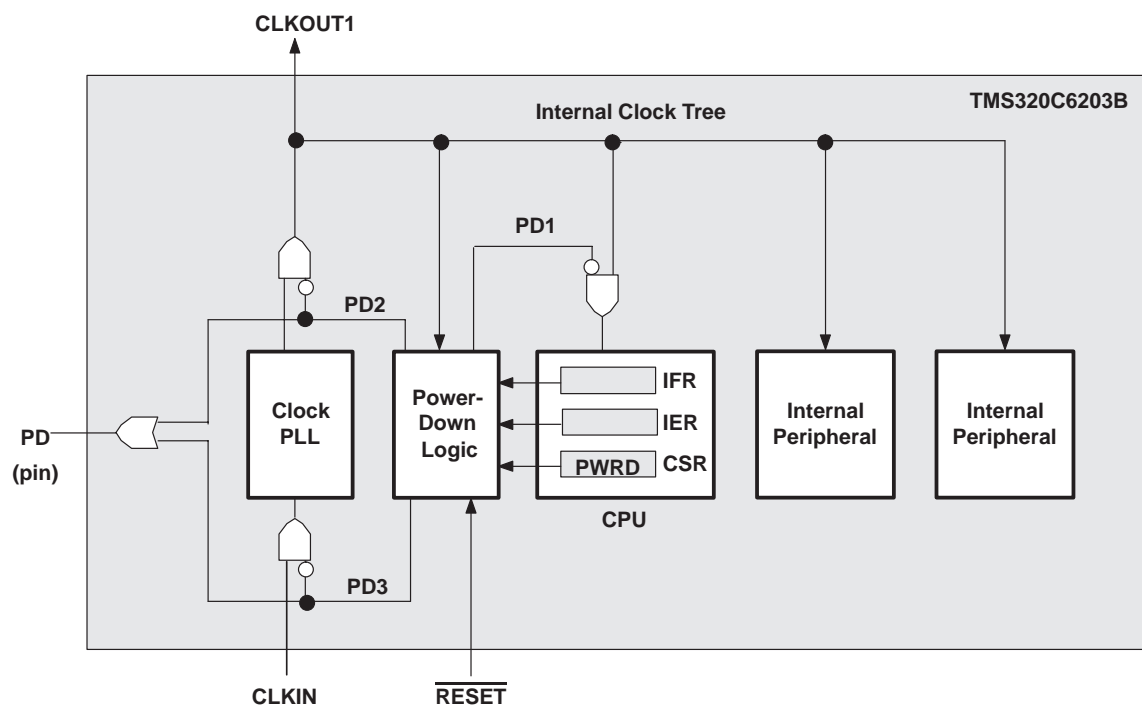 CLKOUT1
TMS320C6203B
Internal Clock Tree
PD1
PD2
Clock
PLL
Power-
Down
Logic
IFR
IER
PWRD
CSR
CPU
Internal
Peripheral
Internal
Peripheral
PD
(pin)
PD3
CLKIN
RESET